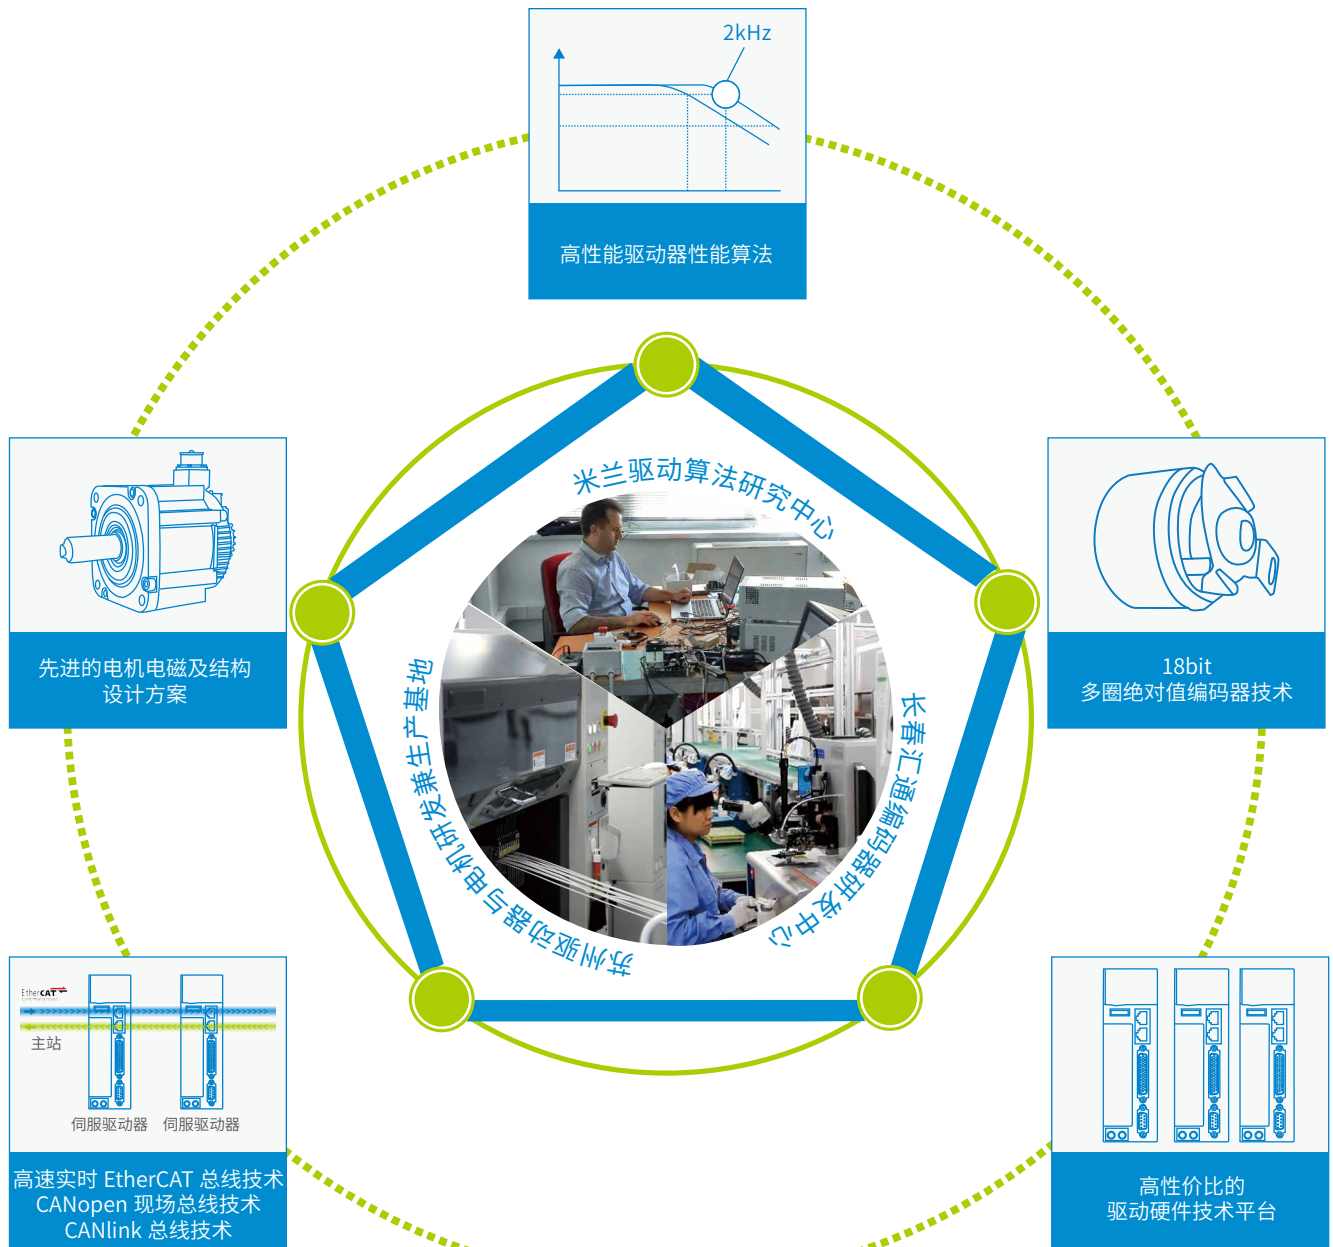 2kHz
高性能驱动器性能算法
米兰驱动算法研究中心
先进的电机电磁及结构
设计方案
18bit
多圈绝对值编码器技术
苏州驱动器与电机研发兼生产基地
长春汇通编码器研发中心
EtherCAT
主站
伺服驱动器 伺服驱动器
高速实时 EtherCAT 总线技术
CANopen 现场总线技术
CANlink 总线技术
高性价比的
驱动硬件技术平台